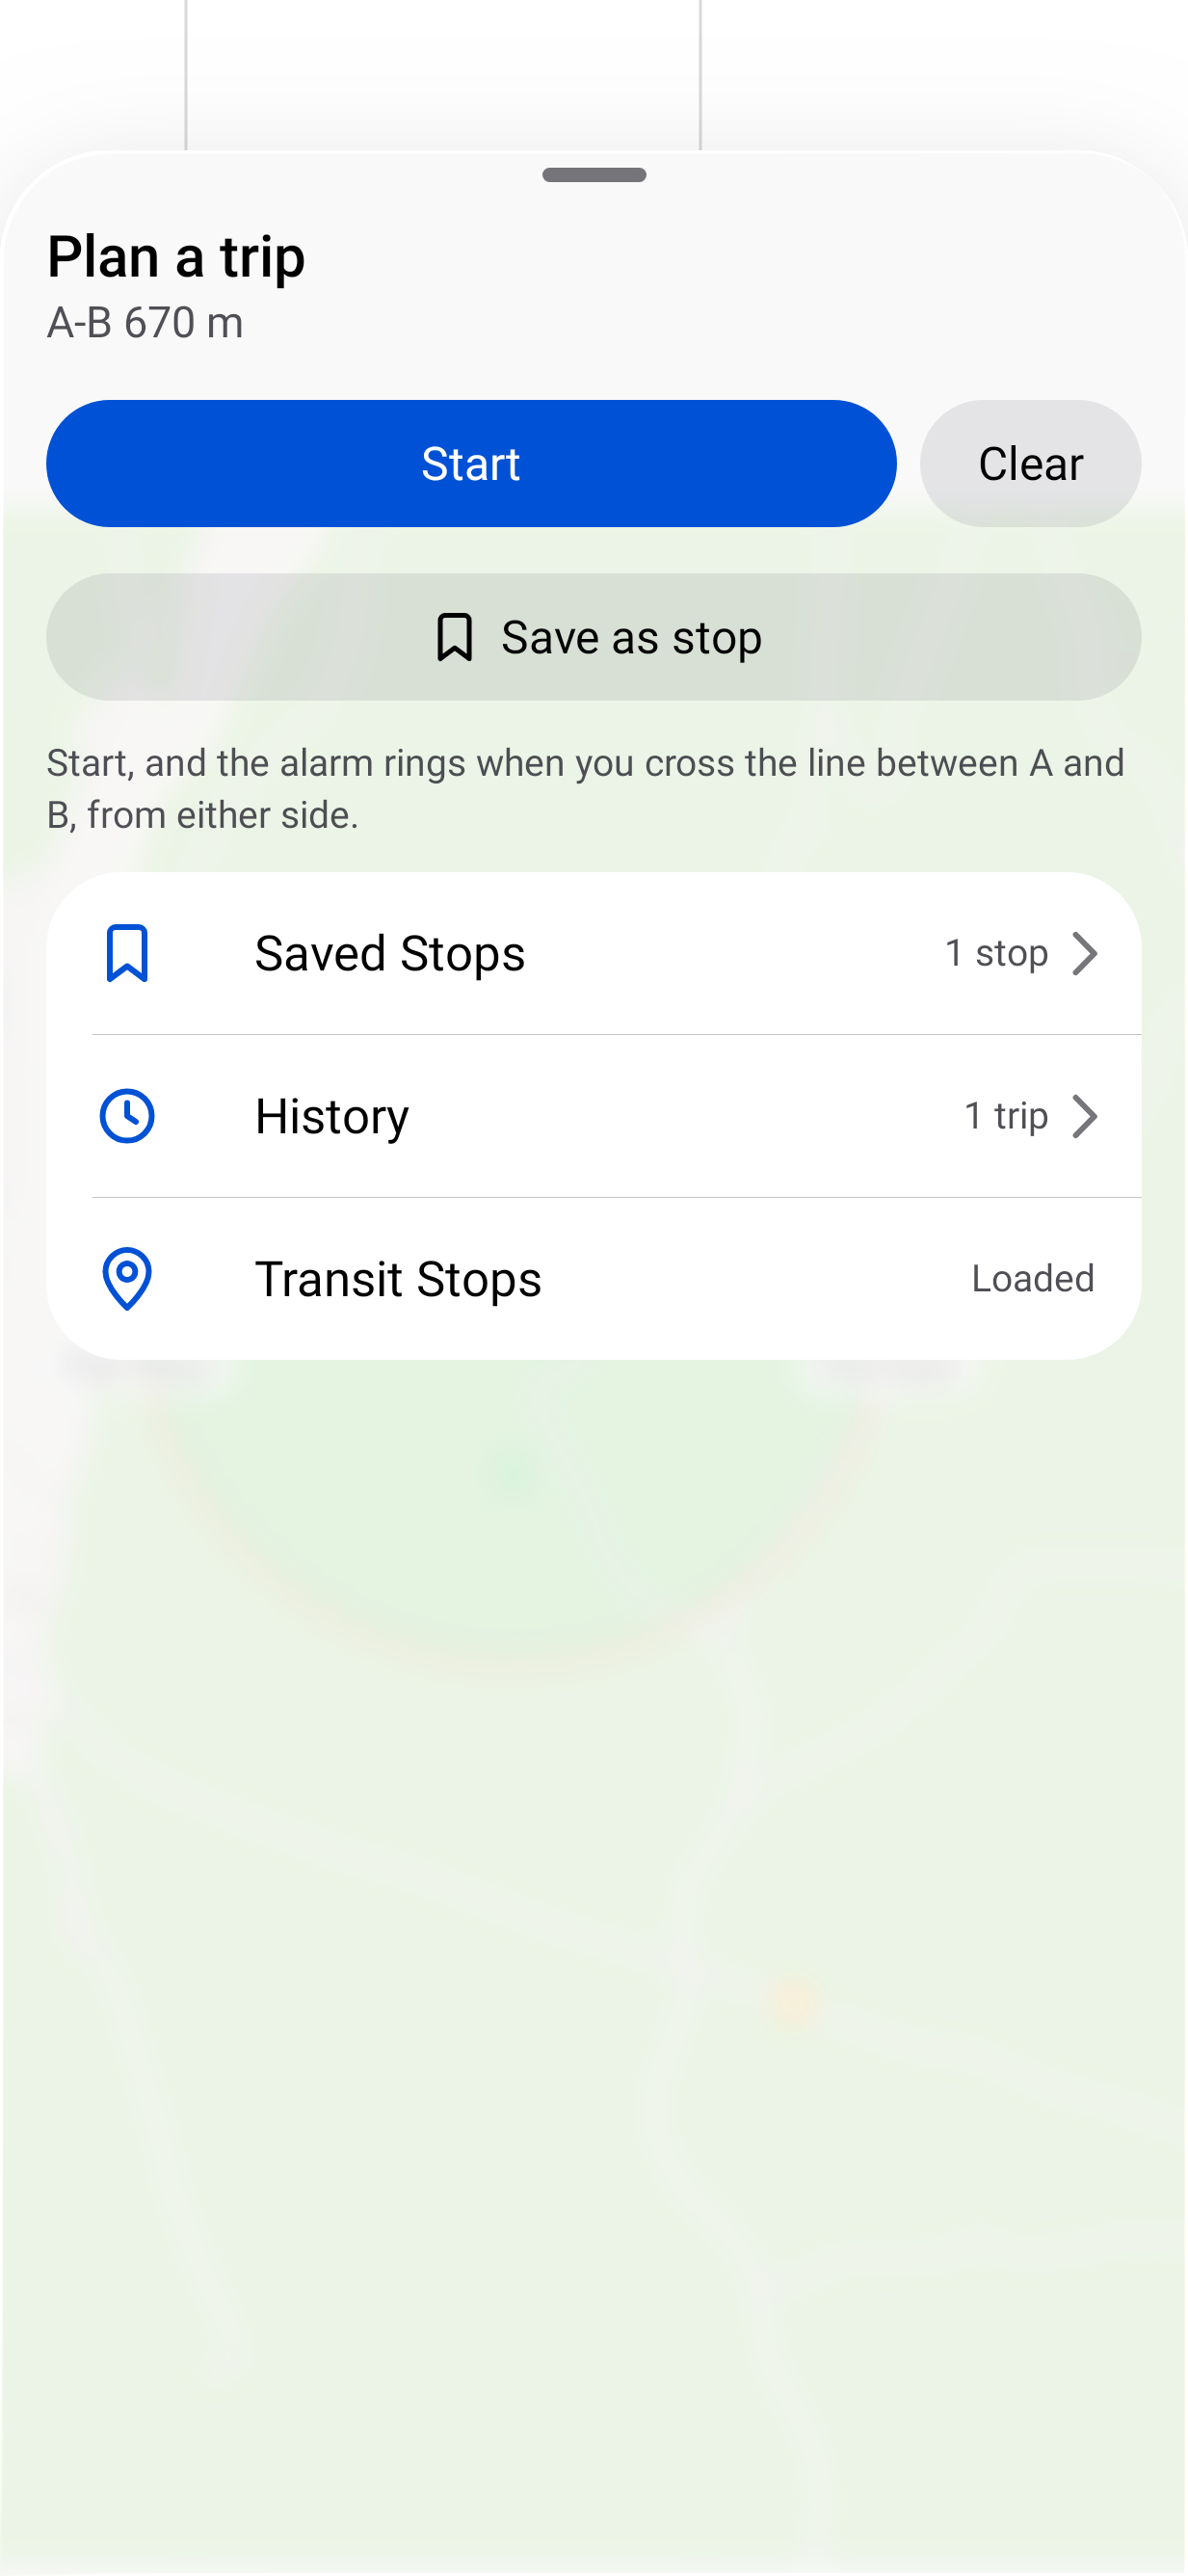 Plan a trip
A-B 670 m
Start
Clear
Save as stop
Start, and the alarm rings when you cross the line between A and
B, from either side.
Saved Stops
1 stop
History
1 trip
Transit Stops
Loaded